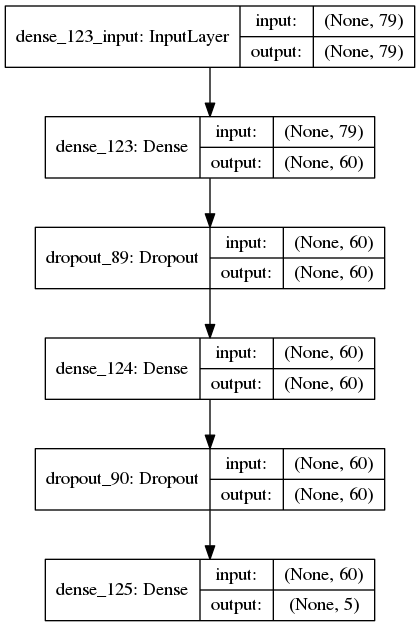 dense_123_input: InputLayer input: (None, 79)
output: (None, 79)
dense_123: Dense input: (None, 79)
output: (None, 60)
dropout_89: Dropout input: (None, 60)
output: (None, 60)
dense_124: Dense input: (None, 60)
output: (None, 60)
dropout_90: Dropout input: (None, 60)
output: (None, 60)
dense_125: Dense input: (None, 60)
output: (None, 5)